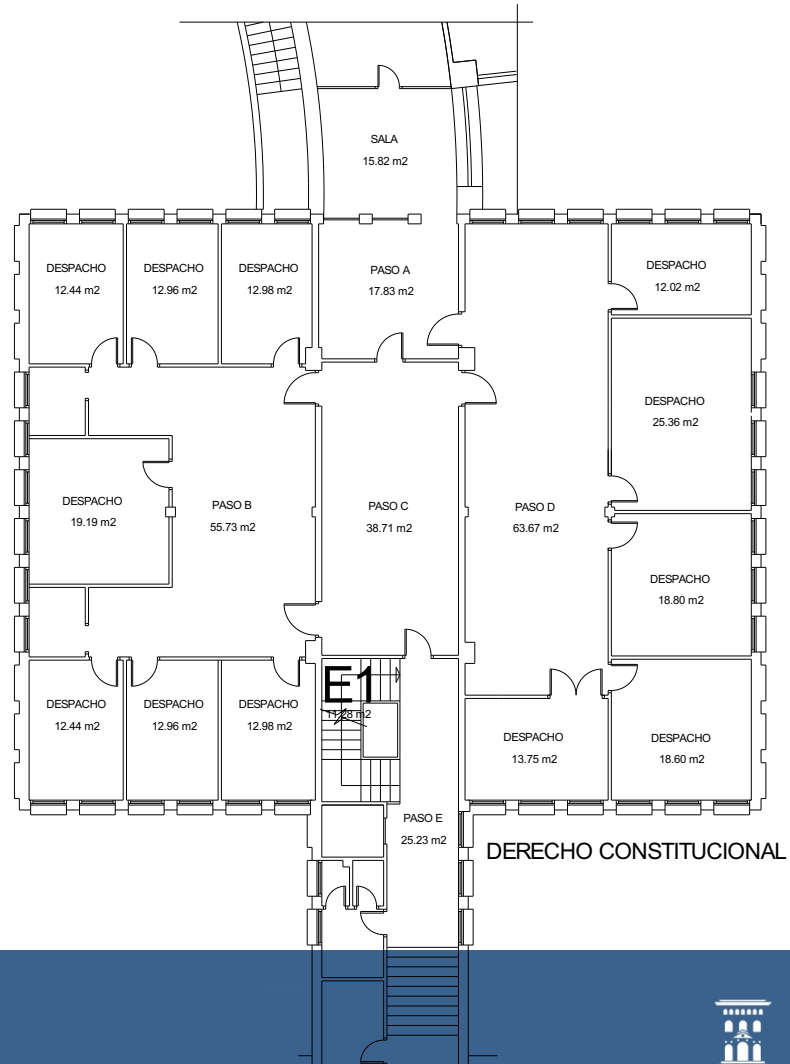 SALA
15.82 m2
DESPACHO
12.44 m2
DESPACHO
12.96 m2
DESPACHO
12.98 m2
PASO A
17.83 m2
DESPACHO
12.02 m2
DESPACHO
25.36 m2
DESPACHO
19.19 m2
PASO B
55.73 m2
PASO C
38.71 m2
PASO D
63.67 m2
DESPACHO
18.80 m2
E1
11.28 m2
DESPACHO
12.44 m2
DESPACHO
12.96 m2
DESPACHO
12.98 m2
DESPACHO
13.75 m2
DESPACHO
18.60 m2
PASO E
25.23 m2
DERECHO CONSTITUCIONAL